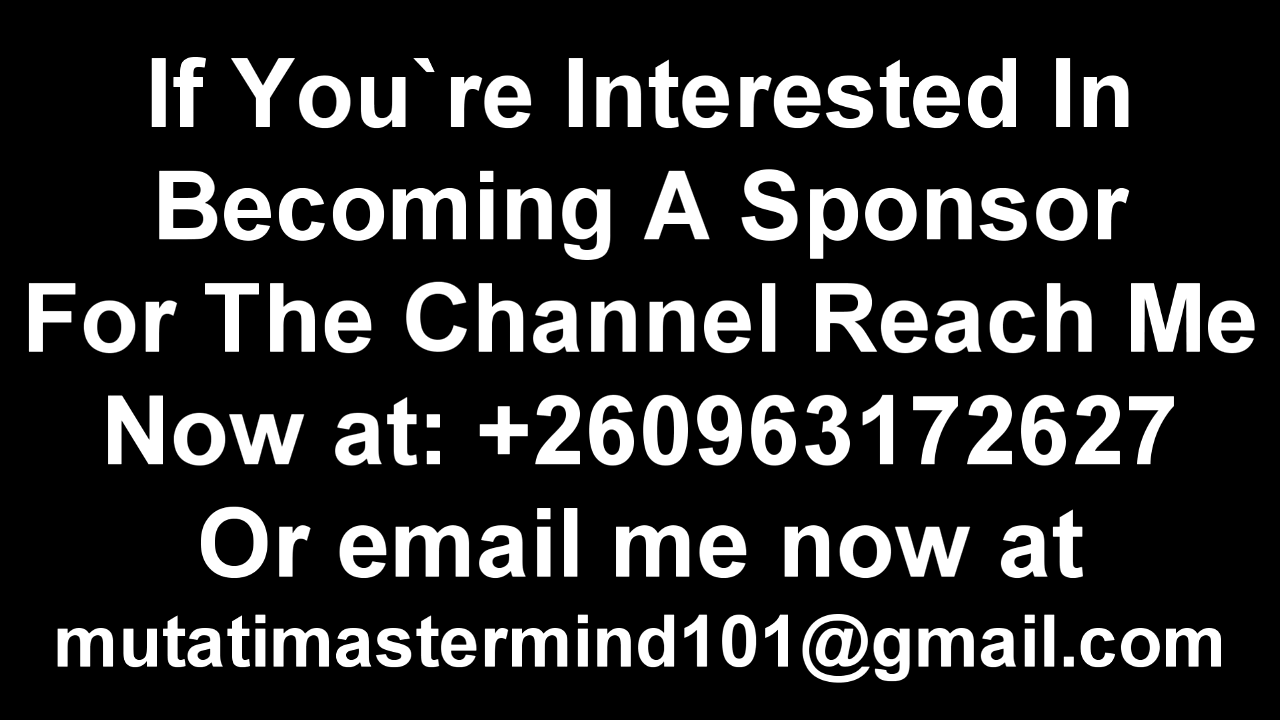 If You`re Interested In
Becoming A Sponsor
For The Channel Reach Me
Now at: +260963172627
Or email me now at
mutatimastermind101@gmail.com